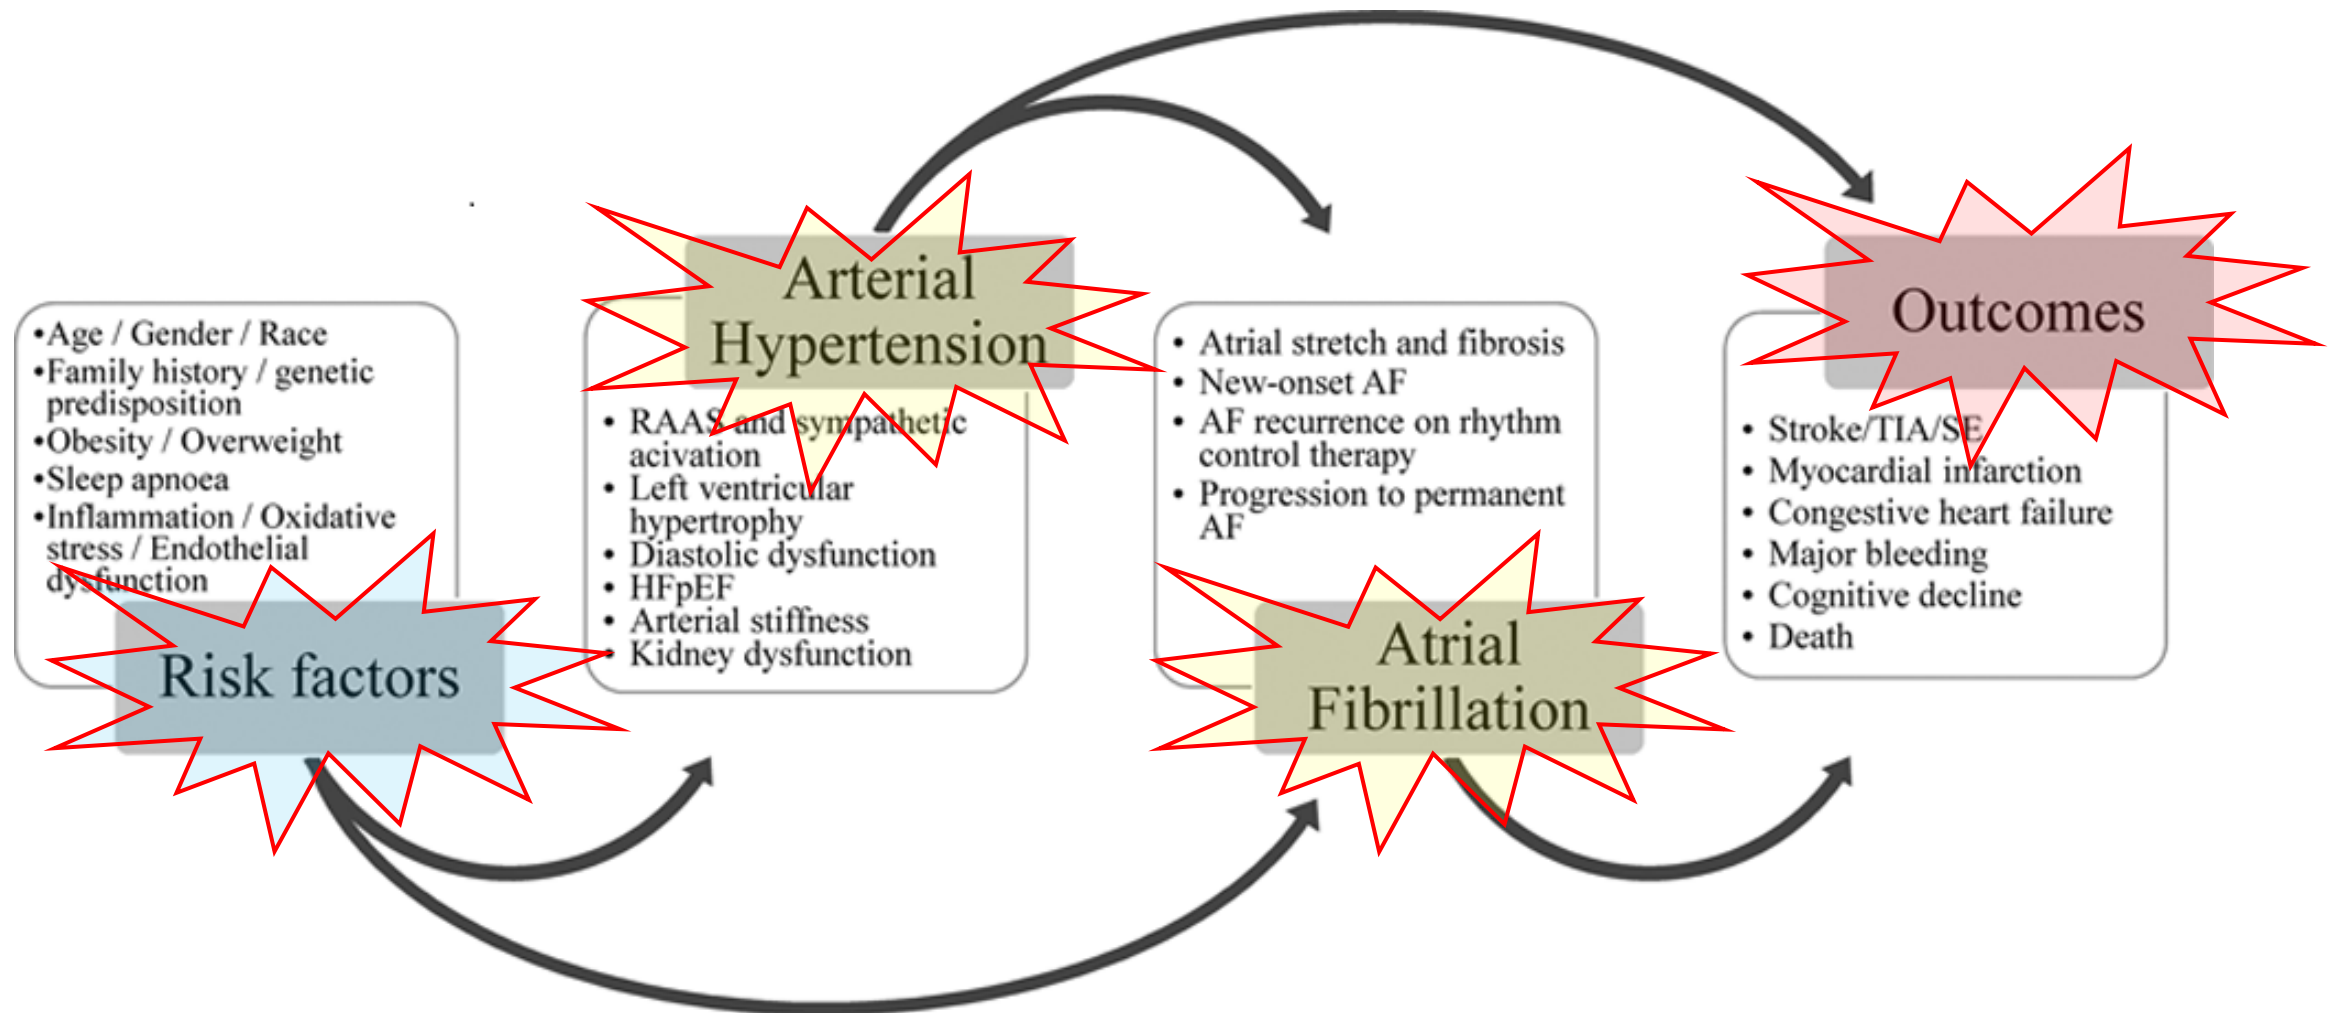 •Age / Gender / Race
•Family history / genetic
predisposition
•Obesity / Overweight
•Sleep apnoea
•Inflammation / Oxidative
stress / Endothelial
dysfunction
Risk factors
Arterial
Hypertension
• RAAS and sympathetic
acivation
• Left ventricular
hypertrophy
• Diastolic dysfunction
• HFpEF
• Arterial stiffness
• Kidney dysfunction
• Atrial stretch and fibrosis
• New-onset AF
• AF recurrence on rhythm
control therapy
• Progression to permanent
AF
Atrial
Fibrillation
Outcomes
• Stroke/TIA/SE
• Myocardial infarction
• Congestive heart failure
• Major bleeding
• Cognitive decline
• Death